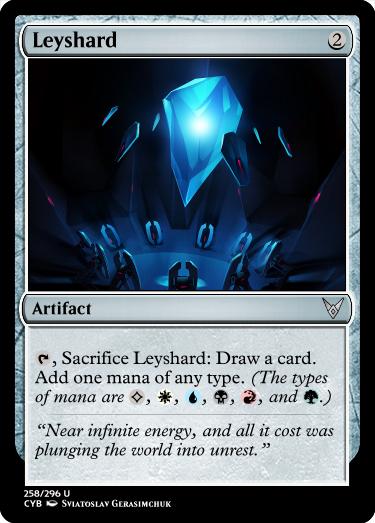 Leyshard 2
Artifact
, Sacrifice Leyshard: Draw a card.
Add one mana of any type. (The types
of mana are , , , , , and .)
“Near infinite energy, and all it cost was
plunging the world into unrest.”
258/296 U
CYB Sviatoslav Gerasimchuk